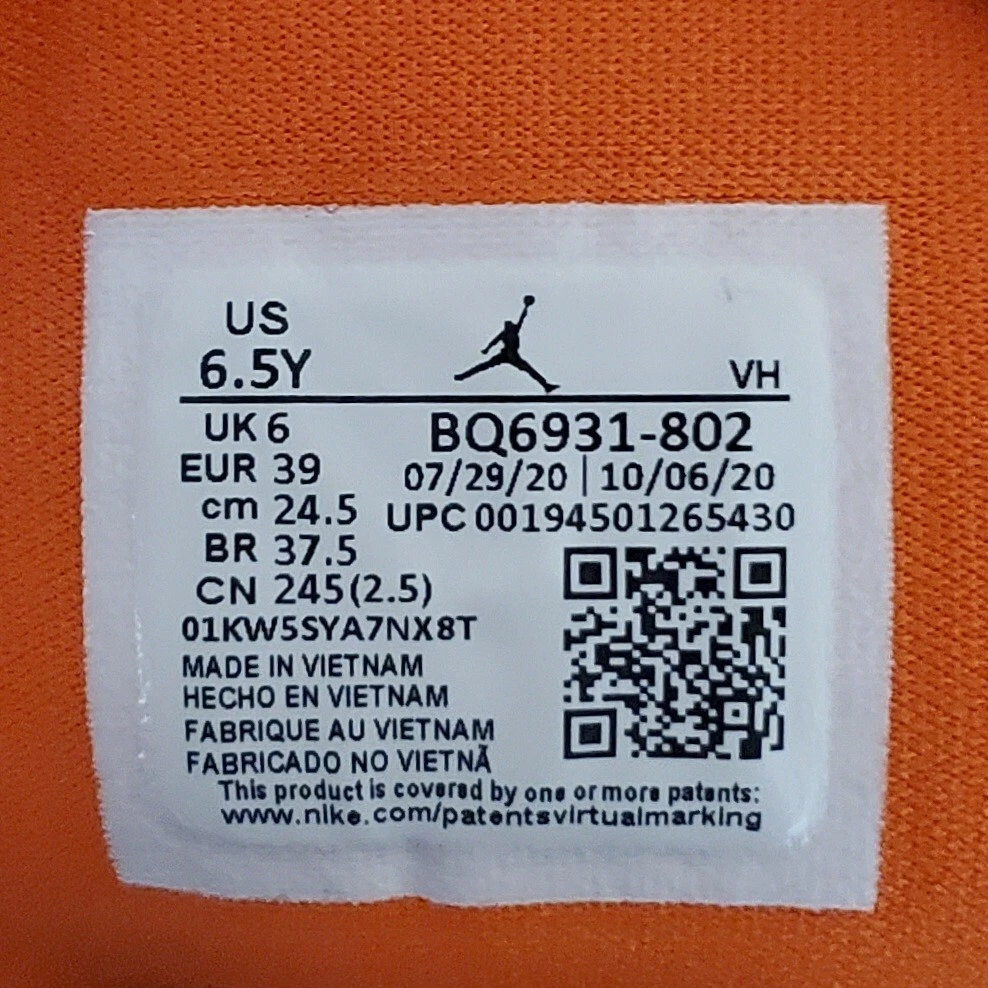 US
6.5Y
VH
UK 6
BQ6931-802
EUR 39
07/29/20 | 10/06/20
cm 24.5
UPC 00194501265430
BR 37.5
CN 245(2.5)
01KW5SYA7NX8T
MADE IN VIETNAM
HECHO EN VIETNAM
FABRIQUE AU VIETNAM
FABRICADO NO VIETNÃ
This product is covered by one or more patents:
www.nike.com/patentsvirtualmarking